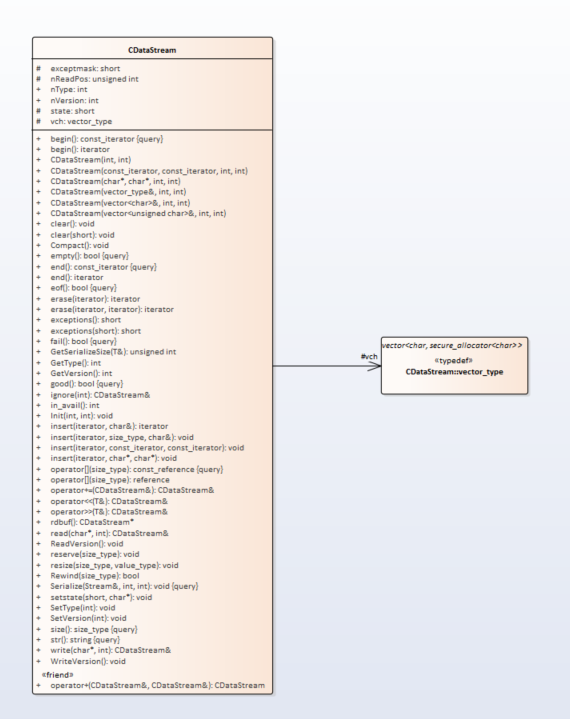 CDataStream
# exceptmask: short
# nReadPos: unsigned int
# nType: int
# nVersion: int
# state: short
# vch: vector_type
+ begin(): const_iterator {query}
+ begin(): iterator
+ CDataStream(int, int)
+ CDataStream(const_iterator, const_iterator, int, int)
+ CDataStream(char*, char*, int, int)
+ CDataStream(vector_type&, int, int)
+ CDataStream(vector<char>&, int, int)
+ CDataStream(vector<unsigned char>&, int, int)
+ clear(): void
+ clear(short): void
+ Compact(): void
+ empty(): bool {query}
+ end(): const_iterator {query}
+ end(): iterator
+ eof(): bool {query}
+ erase(iterator): iterator
+ erase(iterator, iterator): iterator
+ exceptions(): short
+ exceptions(short): short
+ fail(): bool {query}
+ GetSerializeSize(T&): unsigned int
+ GetType(): int
+ GetVersion(): int
+ good(): bool {query}
+ ignore(int): CDataStream&
+ in_avail(): int
+ Init(int, int): void
+ insert(iterator, char&): iterator
+ insert(iterator, size_type, char&): void
+ insert(iterator, const_iterator, const_iterator): void
+ insert(iterator, char*, char*): void
+ operator[](size_type): const_reference {query}
+ operator[](size_type): reference
+ operator+=(CDataStream&): CDataStream&
+ operator<<(T&): CDataStream&
+ operator>>(T&): CDataStream&
+ rdbuf(): CDataStream*
+ read(char*, int): CDataStream&
+ ReadVersion(): void
+ reserve(size_type): void
+ resize(size_type, value_type): void
+ Rewind(size_type): bool
+ Serialize(Stream&, int, int): void {query}
+ setstate(short, char*): void
+ SetType(int): void
+ SetVersion(int): void
+ size(): size_type {query}
+ str(): string {query}
+ write(char*, int): CDataStream&
+ WriteVersion(): void
«friend»
+ operator+(CDataStream&, CDataStream&): CDataStream
#vch
vector<char, secure_allocator<char>>
«typedef»
CDataStream::vector_type